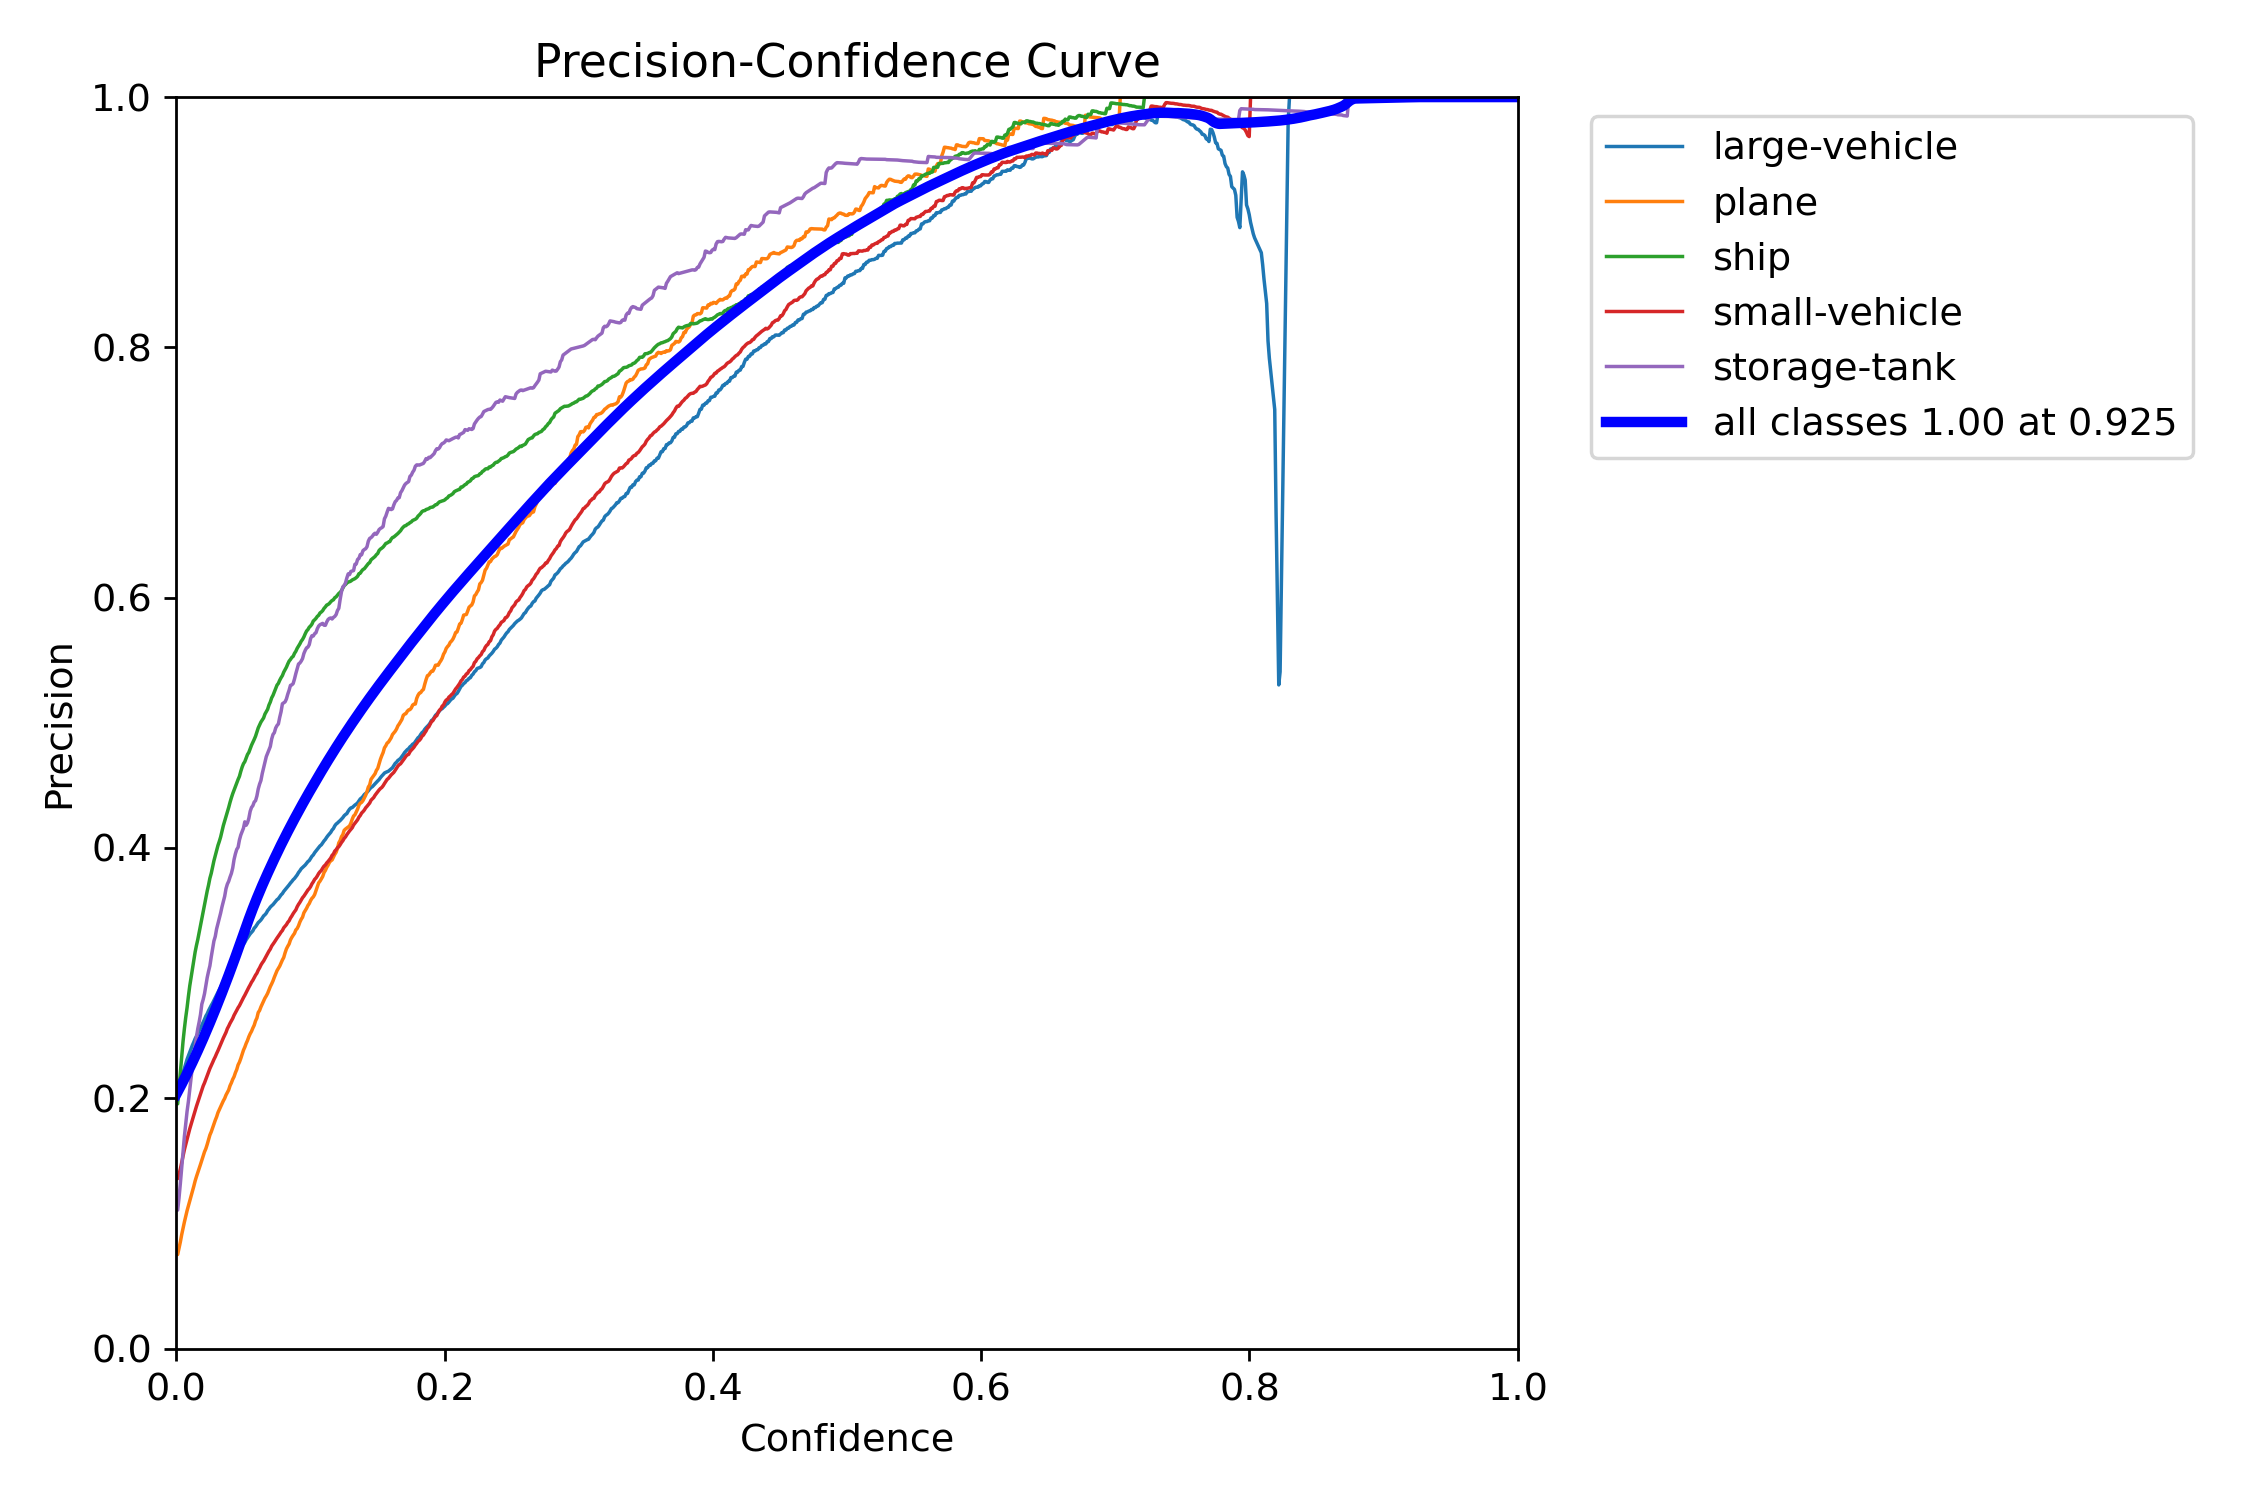 Precision-Confidence Curve
1.0
0.8
0.6
0.4
0.2
0.0
Precision
0.0 0.2 0.4 0.6 0.8 1.0
Confidence
large-vehicle
plane
ship
small-vehicle
storage-tank
all classes 1.00 at 0.925